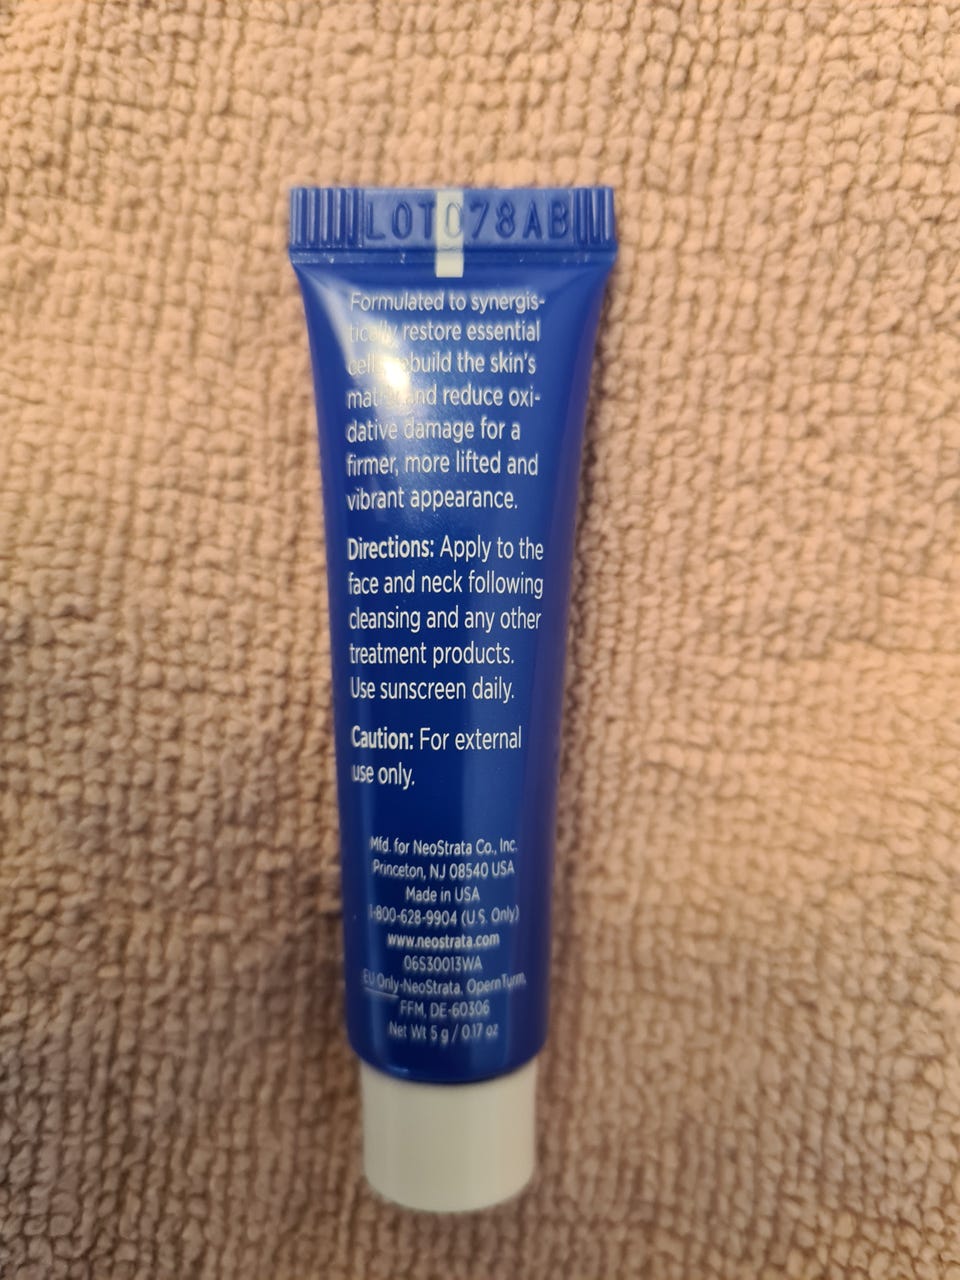 LOT078AB
Formulated to synergis-
tically restore essential
cells, rebuild the skin's
matrix and reduce oxi-
dative damage for a
firmer, more lifted and
vibrant appearance.
Directions: Apply to the
face and neck following
cleansing and any other
treatment products.
Use sunscreen daily.
Caution: For external
use only.
Mfd. for NeoStrata Co., Inc.
Princeton, NJ 08540 USA
Made in USA
1-800-628-9904 (U.S. Only)
www.neostrata.com
06S30013WA
EU Only-NeoStrata, OpernTurm,
FFM, DE-60306
Net Wt 5 g / 0.17 oz